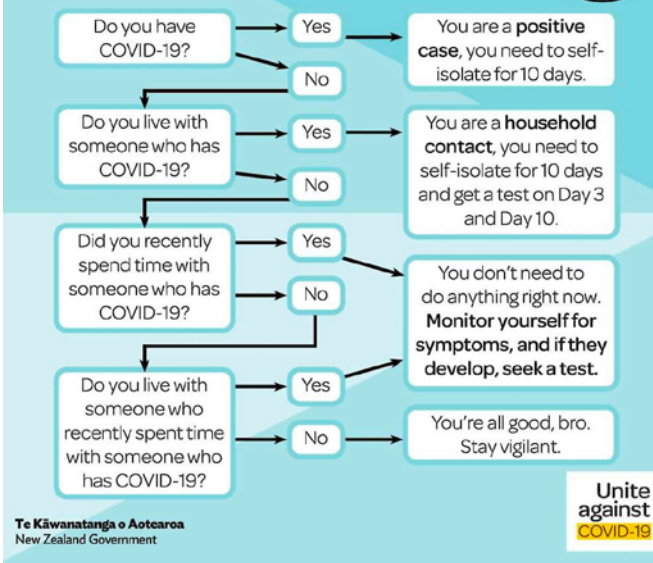 Do you have
COVID-19?
Yes
You are a positive
case, you need to self-
isolate for 10 days.
No
Do you live with
someone who has
COVID-19?
Yes
You are a household
contact, you need to
self-isolate for 10 days
and get a test on Day 3
and Day 10.
No
Did you recently
spend time with
someone who has
COVID-19?
Yes
No
You don't need to
do anything right now.
Monitor yourself for
symptoms, and if they
develop, seek a test.
Do you live with
someone who
recently spent time
with someone who
has COVID-19?
Yes
No
You're all good, bro.
Stay vigilant.
Te Kāwanatanga o Aotearoa
New Zealand Government
Unite
against
COVID-19